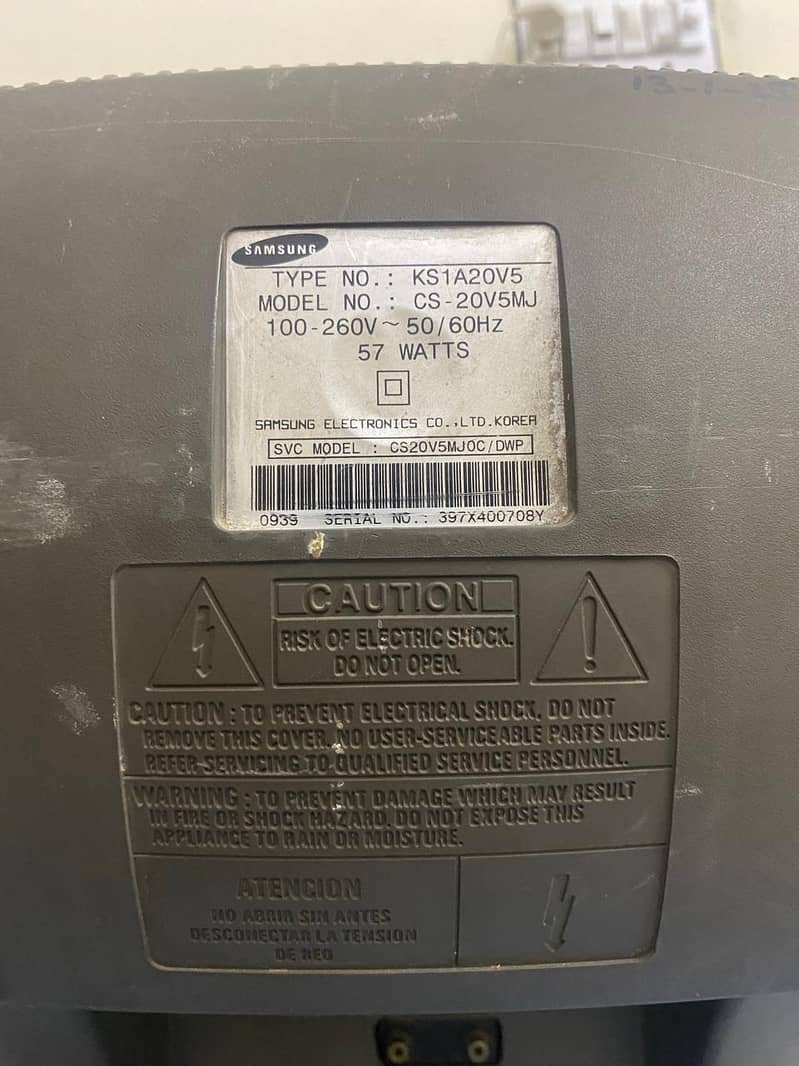 SAMSUNG
TYPE NO.: KS1A20V5
MODEL NO.: CS-20V5MJ
100-260V~ 50/60Hz
57 WATTS
SAMSUNG ELECTRONICS CO.,LTD.KOREA
SVC MODEL : CS20V5MJ0C/DWP
0939 SERIAL NO.: 397X400708Y
CAUTION
RISK OF ELECTRIC SHOCK.
DO NOT OPEN.
CAUTION : TO PREVENT ELECTRICAL SHOCK, DO NOT
REMOVE THIS COVER. NO USER-SERVICEABLE PARTS INSIDE.
REFER SERVICING TO QUALIFIED SERVICE PERSONNEL.
WARNING : TO PREVENT DAMAGE WHICH MAY RESULT
IN FIRE OR SHOCK HAZARD. DO NOT EXPOSE THIS
APPLIANCE TO RAIN OR MOISTURE.
ATENCION
NO ABRIR SIN ANTES
DESCONECTAR LA TENSION
DE RED